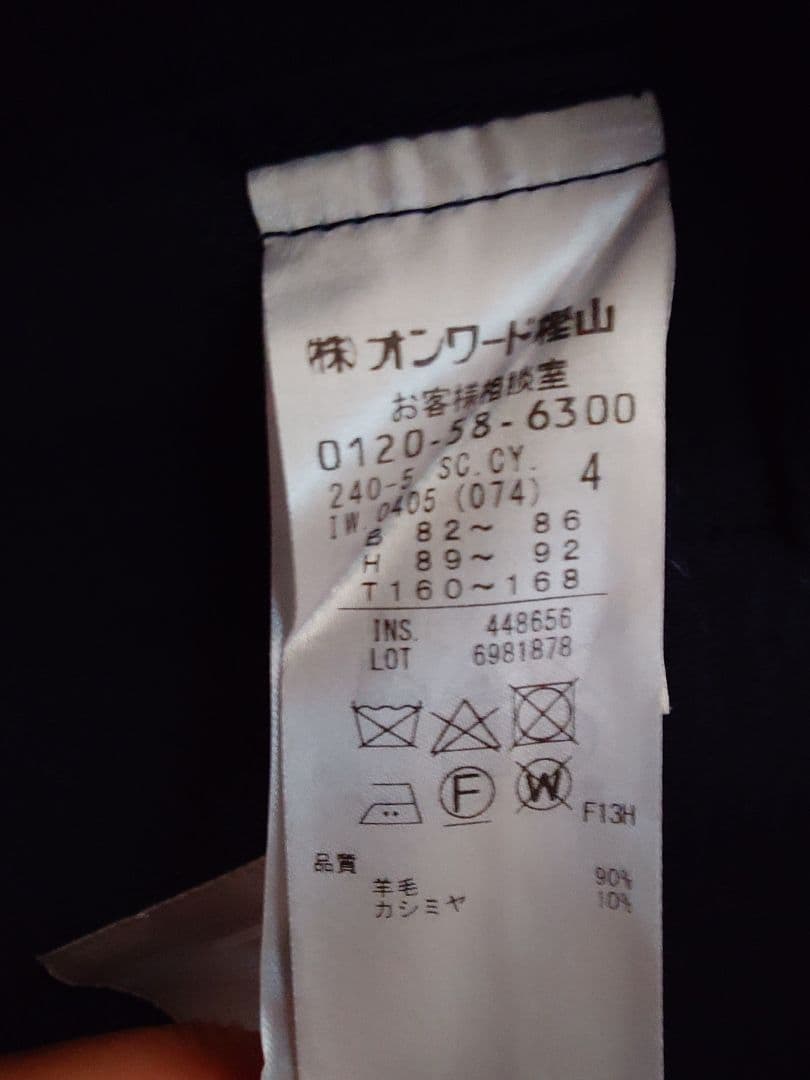 ㈱オンワード樫山
お客様相談室
0120-58-6300
240-5 SC.CY. 4
IW 0405 (074)
B 82～ 86
H 89～ 92
T160～168
INS. 448656
LOT 6981878
F W F13H
品質
羊毛 90%
カシミヤ 10%